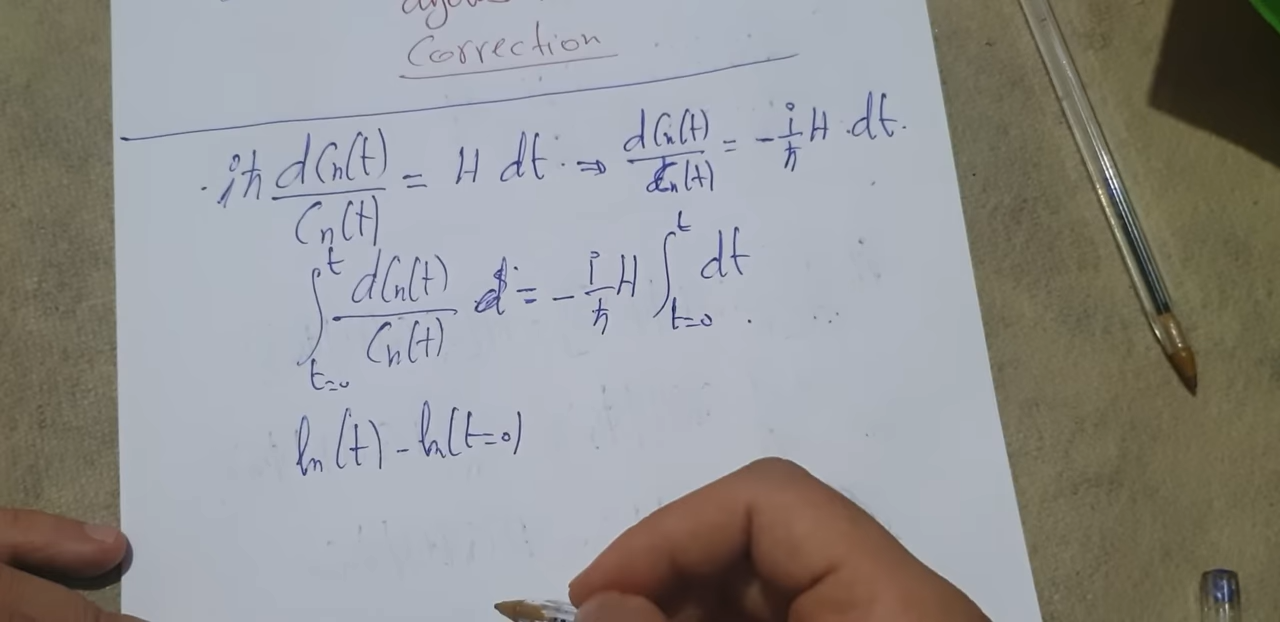 Correction
iħ dCn(t)/Cn(t) = H dt ⇒ dCn(t)/Cn(t) = -i/ħ H . dt.
∫_{t=0}^{t} dCn(t)/Cn(t) = -i/ħ H ∫_{t=0}^{t} dt
ln(t) - ln(t=0)